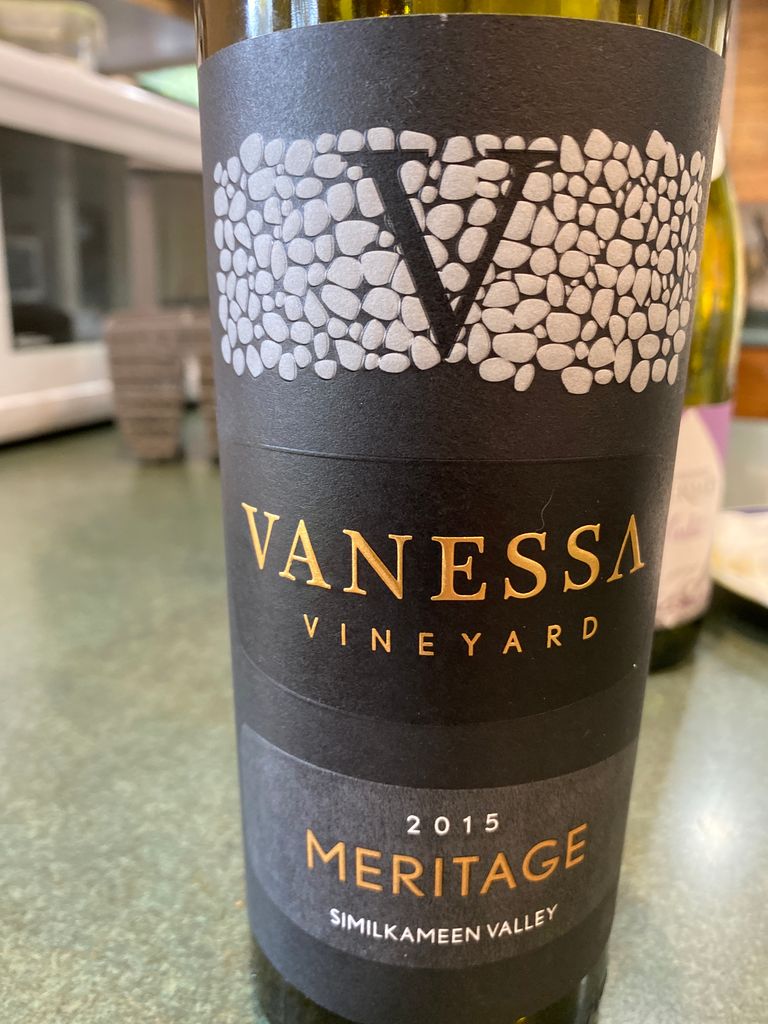 V
VANESSA
VINEYARD
2015
MERITAGE
SIMILKAMEEN VALLEY